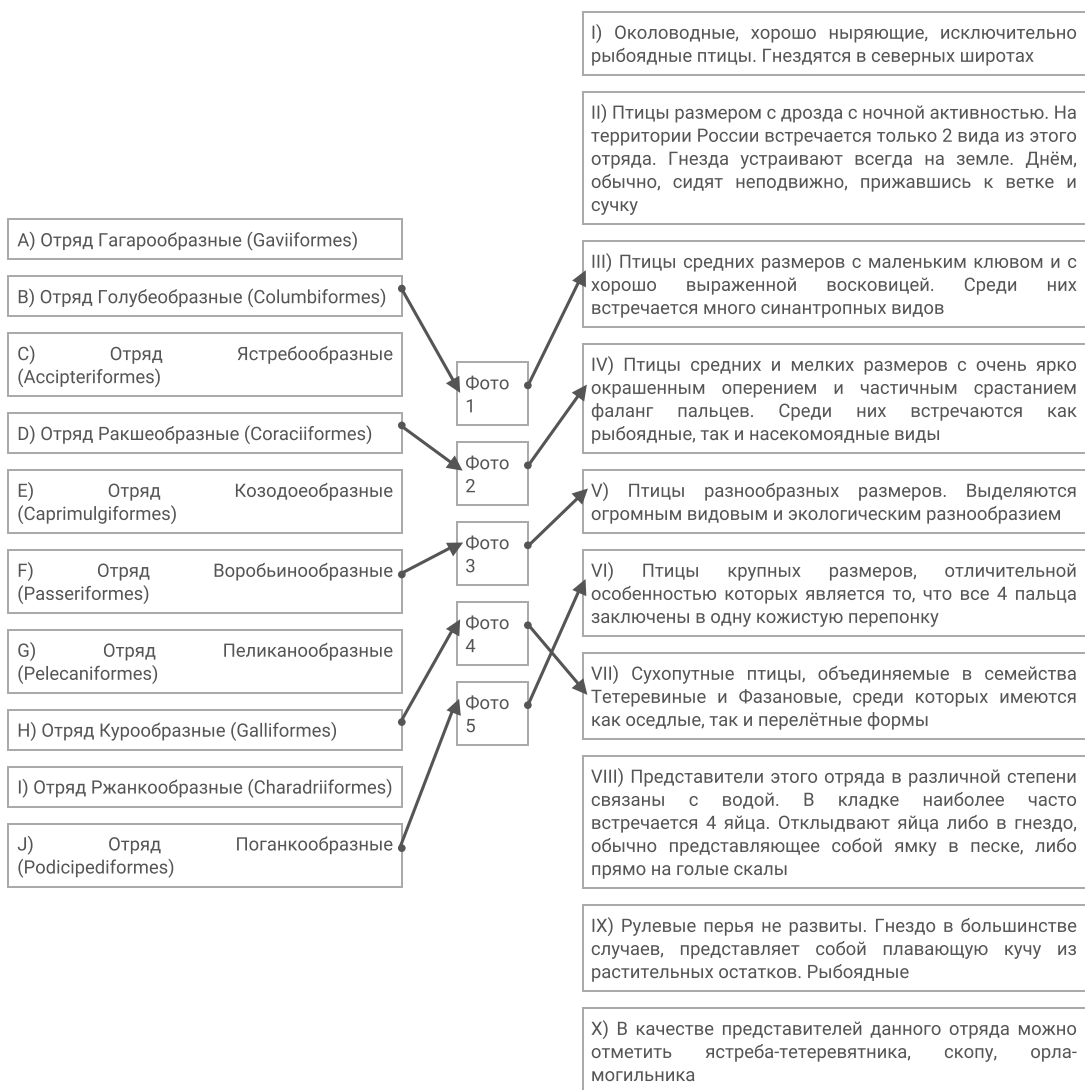 A) Отряд Гагарообразные (Gaviiformes)
B) Отряд Голубеобразные (Columbiformes)
C) Отряд Ястребообразные
(Accipteriformes)
D) Отряд Ракшеобразные (Coraciiformes)
E) Отряд Козодоеобразные
(Caprimulgiformes)
F) Отряд Воробьинообразные
(Passeriformes)
G) Отряд Пеликанообразные
(Pelecaniformes)
H) Отряд Курообразные (Galliformes)
I) Отряд Ржанкообразные (Charadriiformes)
J) Отряд Поганкообразные
(Podicipediformes)
Фото
1
Фото
2
Фото
3
Фото
4
Фото
5
I) Околоводные, хорошо ныряющие, исключительно
рыбоядные птицы. Гнездятся в северных широтах
II) Птицы размером с дрозда с ночной активностью. На
территории России встречается только 2 вида из этого
отряда. Гнезда устраивают всегда на земле. Днём,
обычно, сидят неподвижно, прижавшись к ветке и
сучку
III) Птицы средних размеров с маленьким клювом и с
хорошо выраженной восковицей. Среди них
встречается много синантропных видов
IV) Птицы средних и мелких размеров с очень ярко
окрашенным оперением и частичным срастанием
фаланг пальцев. Среди них встречаются как
рыбоядные, так и насекомоядные виды
V) Птицы разнообразных размеров. Выделяются
огромным видовым и экологическим разнообразием
VI) Птицы крупных размеров, отличительной
особенностью которых является то, что все 4 пальца
заключены в одну кожистую перепонку
VII) Сухопутные птицы, объединяемые в семейства
Тетеревиные и Фазановые, среди которых имеются
как оседлые, так и перелётные формы
VIII) Представители этого отряда в различной степени
связаны с водой. В кладке наиболее часто
встречается 4 яйца. Отклыдвают яйца либо в гнездо,
обычно представляющее собой ямку в песке, либо
прямо на голые скалы
IX) Рулевые перья не развиты. Гнездо в большинстве
случаев, представляет собой плавающую кучу из
растительных остатков. Рыбоядные
X) В качестве представителей данного отряда можно
отметить ястреба-тетеревятника, скопу, орла-
могильника